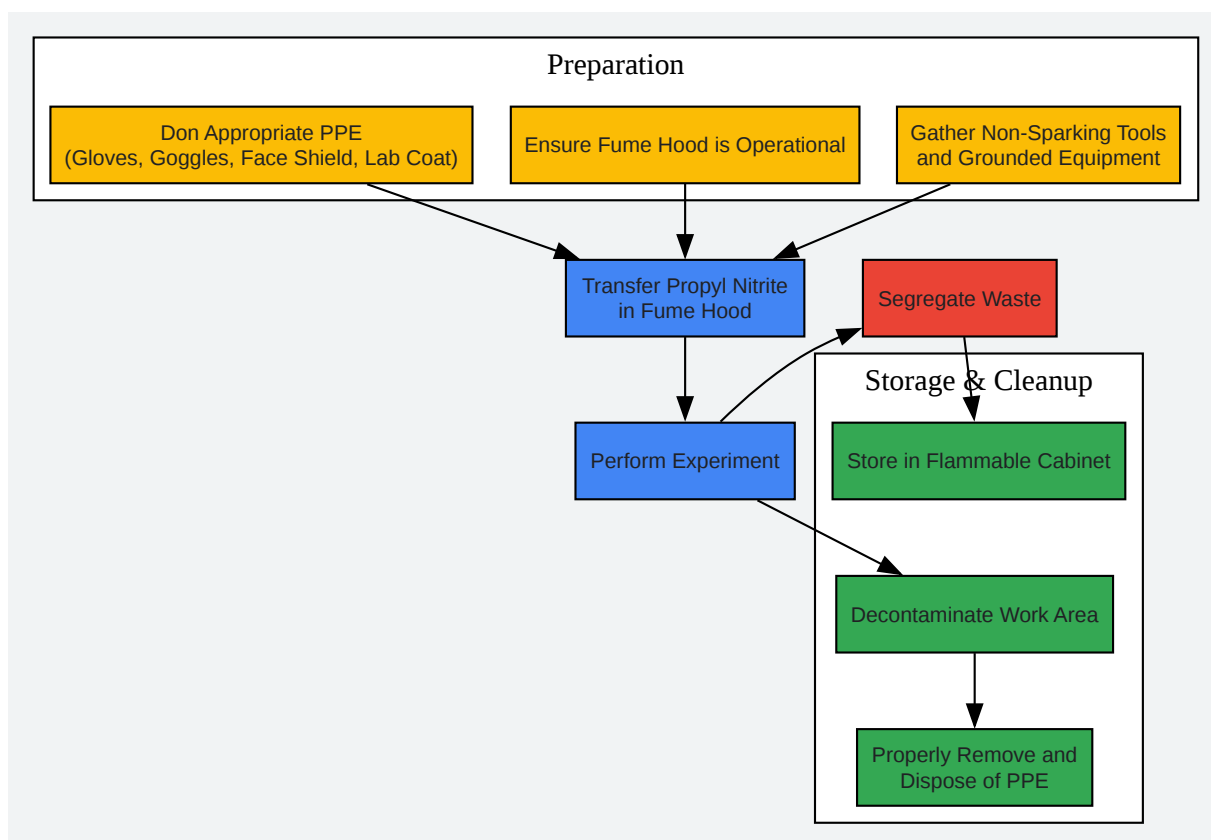 Preparation
Don Appropriate PPE
(Gloves, Goggles, Face Shield, Lab Coat)
Ensure Fume Hood is Operational
Gather Non-Sparking Tools
and Grounded Equipment
Transfer Propyl Nitrite
in Fume Hood
Segregate Waste
Storage & Cleanup
Perform Experiment
Store in Flammable Cabinet
Decontaminate Work Area
Properly Remove and
Dispose of PPE